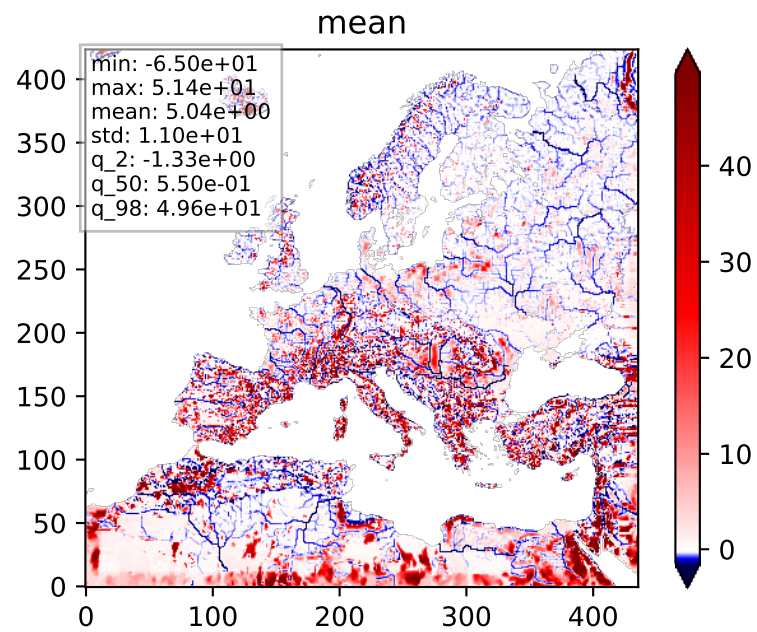 mean
min: -6.50e+01
max: 5.14e+01
mean: 5.04e+00
std: 1.10e+01
q_2: -1.33e+00
q_50: 5.50e-01
q_98: 4.96e+01
400
350
300
250
200
150
100
50
0
0 100 200 300 400
40
30
20
10
0